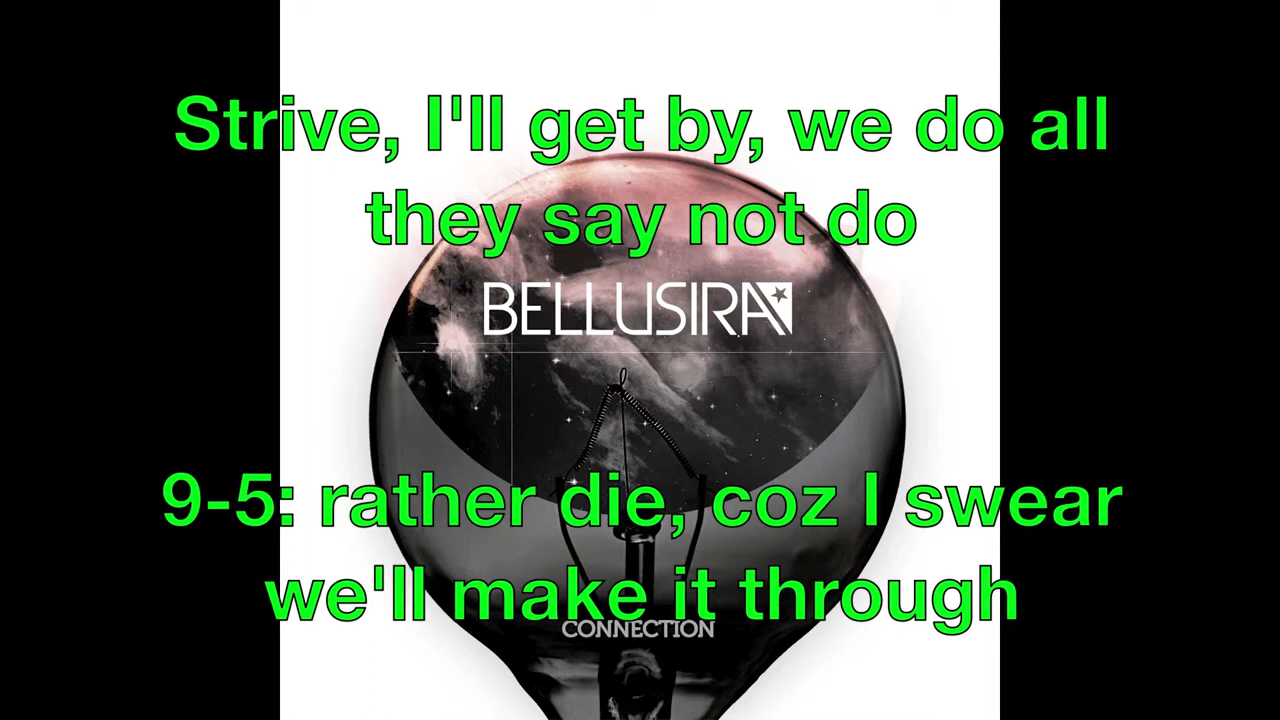 Strive, I'll get by, we do all
they say not do
BELLUSIRA
9-5: rather die, coz I swear
we'll make it through
CONNECTION